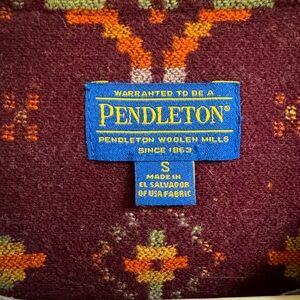 WARRANTED TO BE A
PENDLETON®
PENDLETON WOOLEN MILLS
SINCE 1863
S
MADE IN
EL SALVADOR
OF USA FABRIC